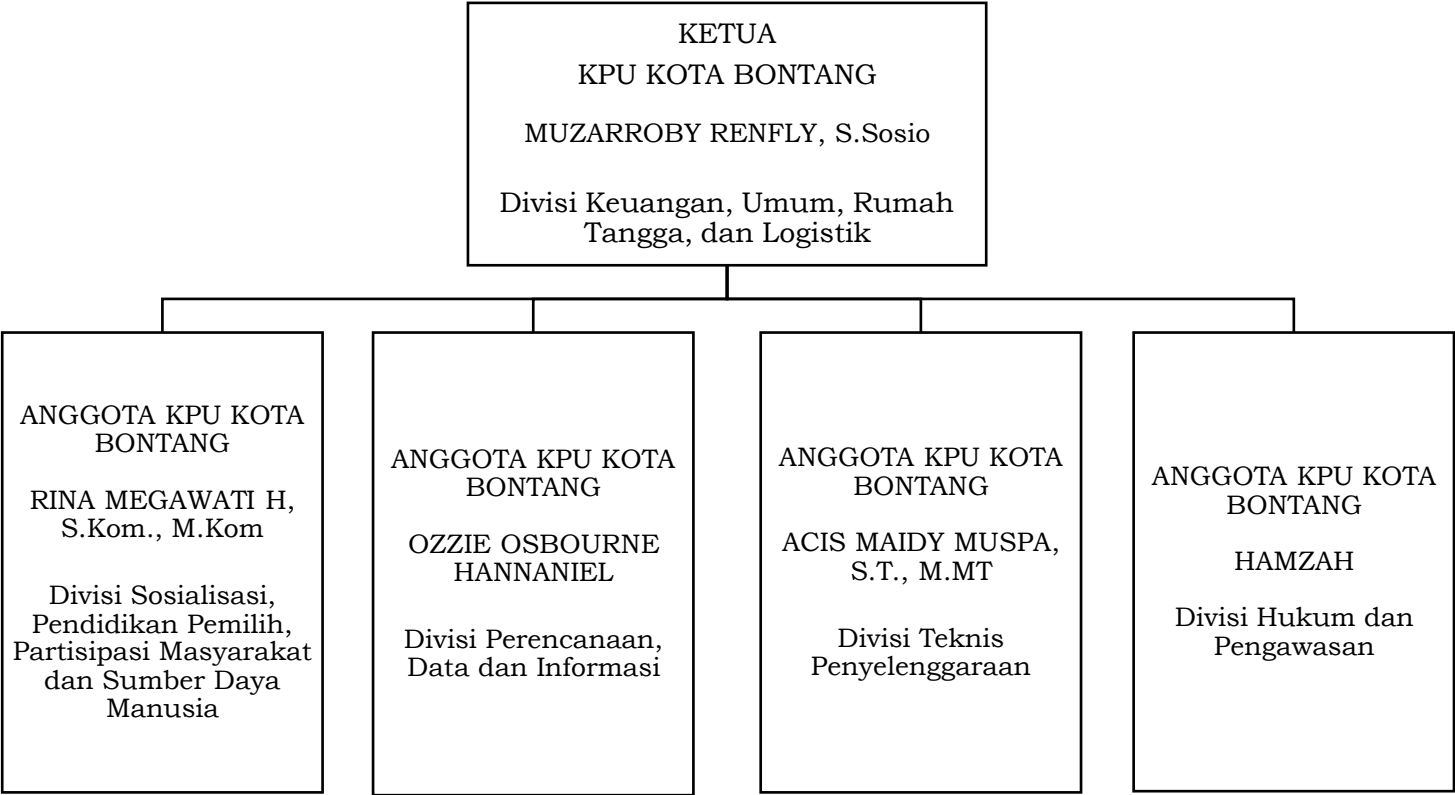 KETUA
KPU KOTA BONTANG
MUZARROBY RENFLY, S.Sosio
Divisi Keuangan, Umum, Rumah
Tangga, dan Logistik
ANGGOTA KPU KOTA
BONTANG
RINA MEGAWATI H,
S.Kom., M.Kom
Divisi Sosialisasi,
Pendidikan Pemilih,
Partisipasi Masyarakat
dan Sumber Daya
Manusia
ANGGOTA KPU KOTA
BONTANG
OZZIE OSBOURNE
HANNANIEL
Divisi Perencanaan,
Data dan Informasi
ANGGOTA KPU KOTA
BONTANG
ACIS MAIDY MUSPA,
S.T., M.MT
Divisi Teknis
Penyelenggaraan
ANGGOTA KPU KOTA
BONTANG
HAMZAH
Divisi Hukum dan
Pengawasan